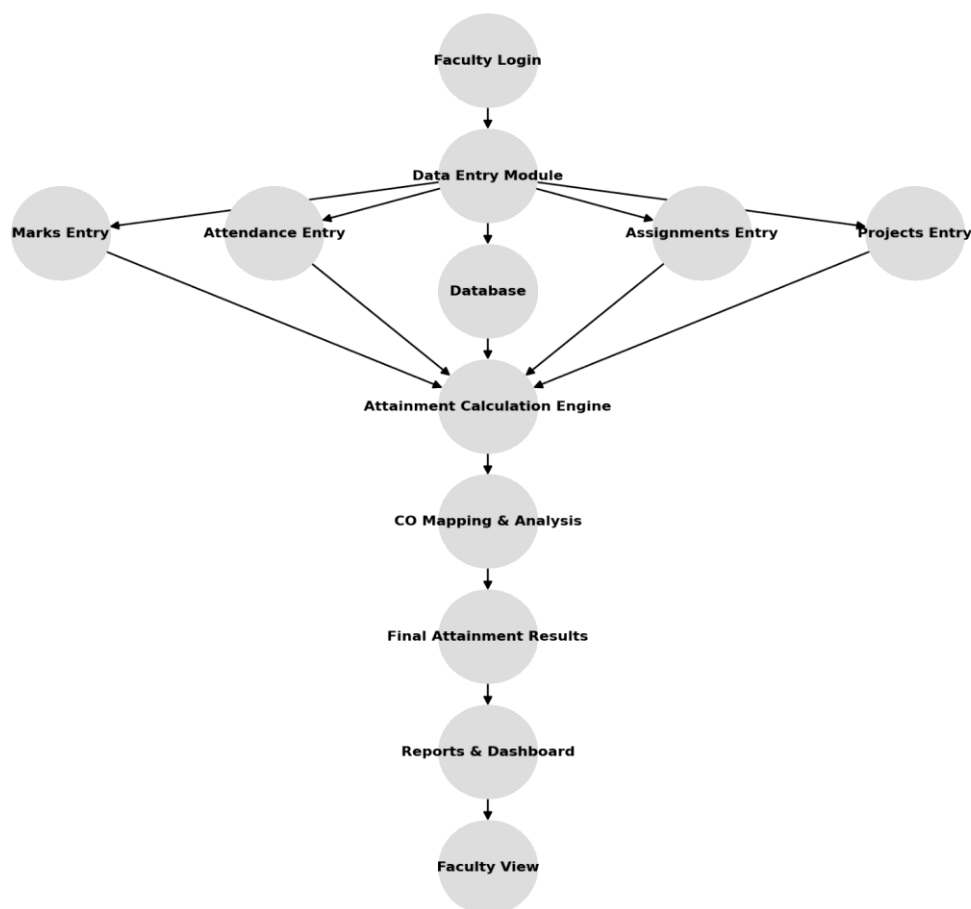 Faculty Login
Data Entry Module
Marks Entry
Attendance Entry
Assignments Entry
Projects Entry
Database
Attainment Calculation Engine
CO Mapping & Analysis
Final Attainment Results
Reports & Dashboard
Faculty View